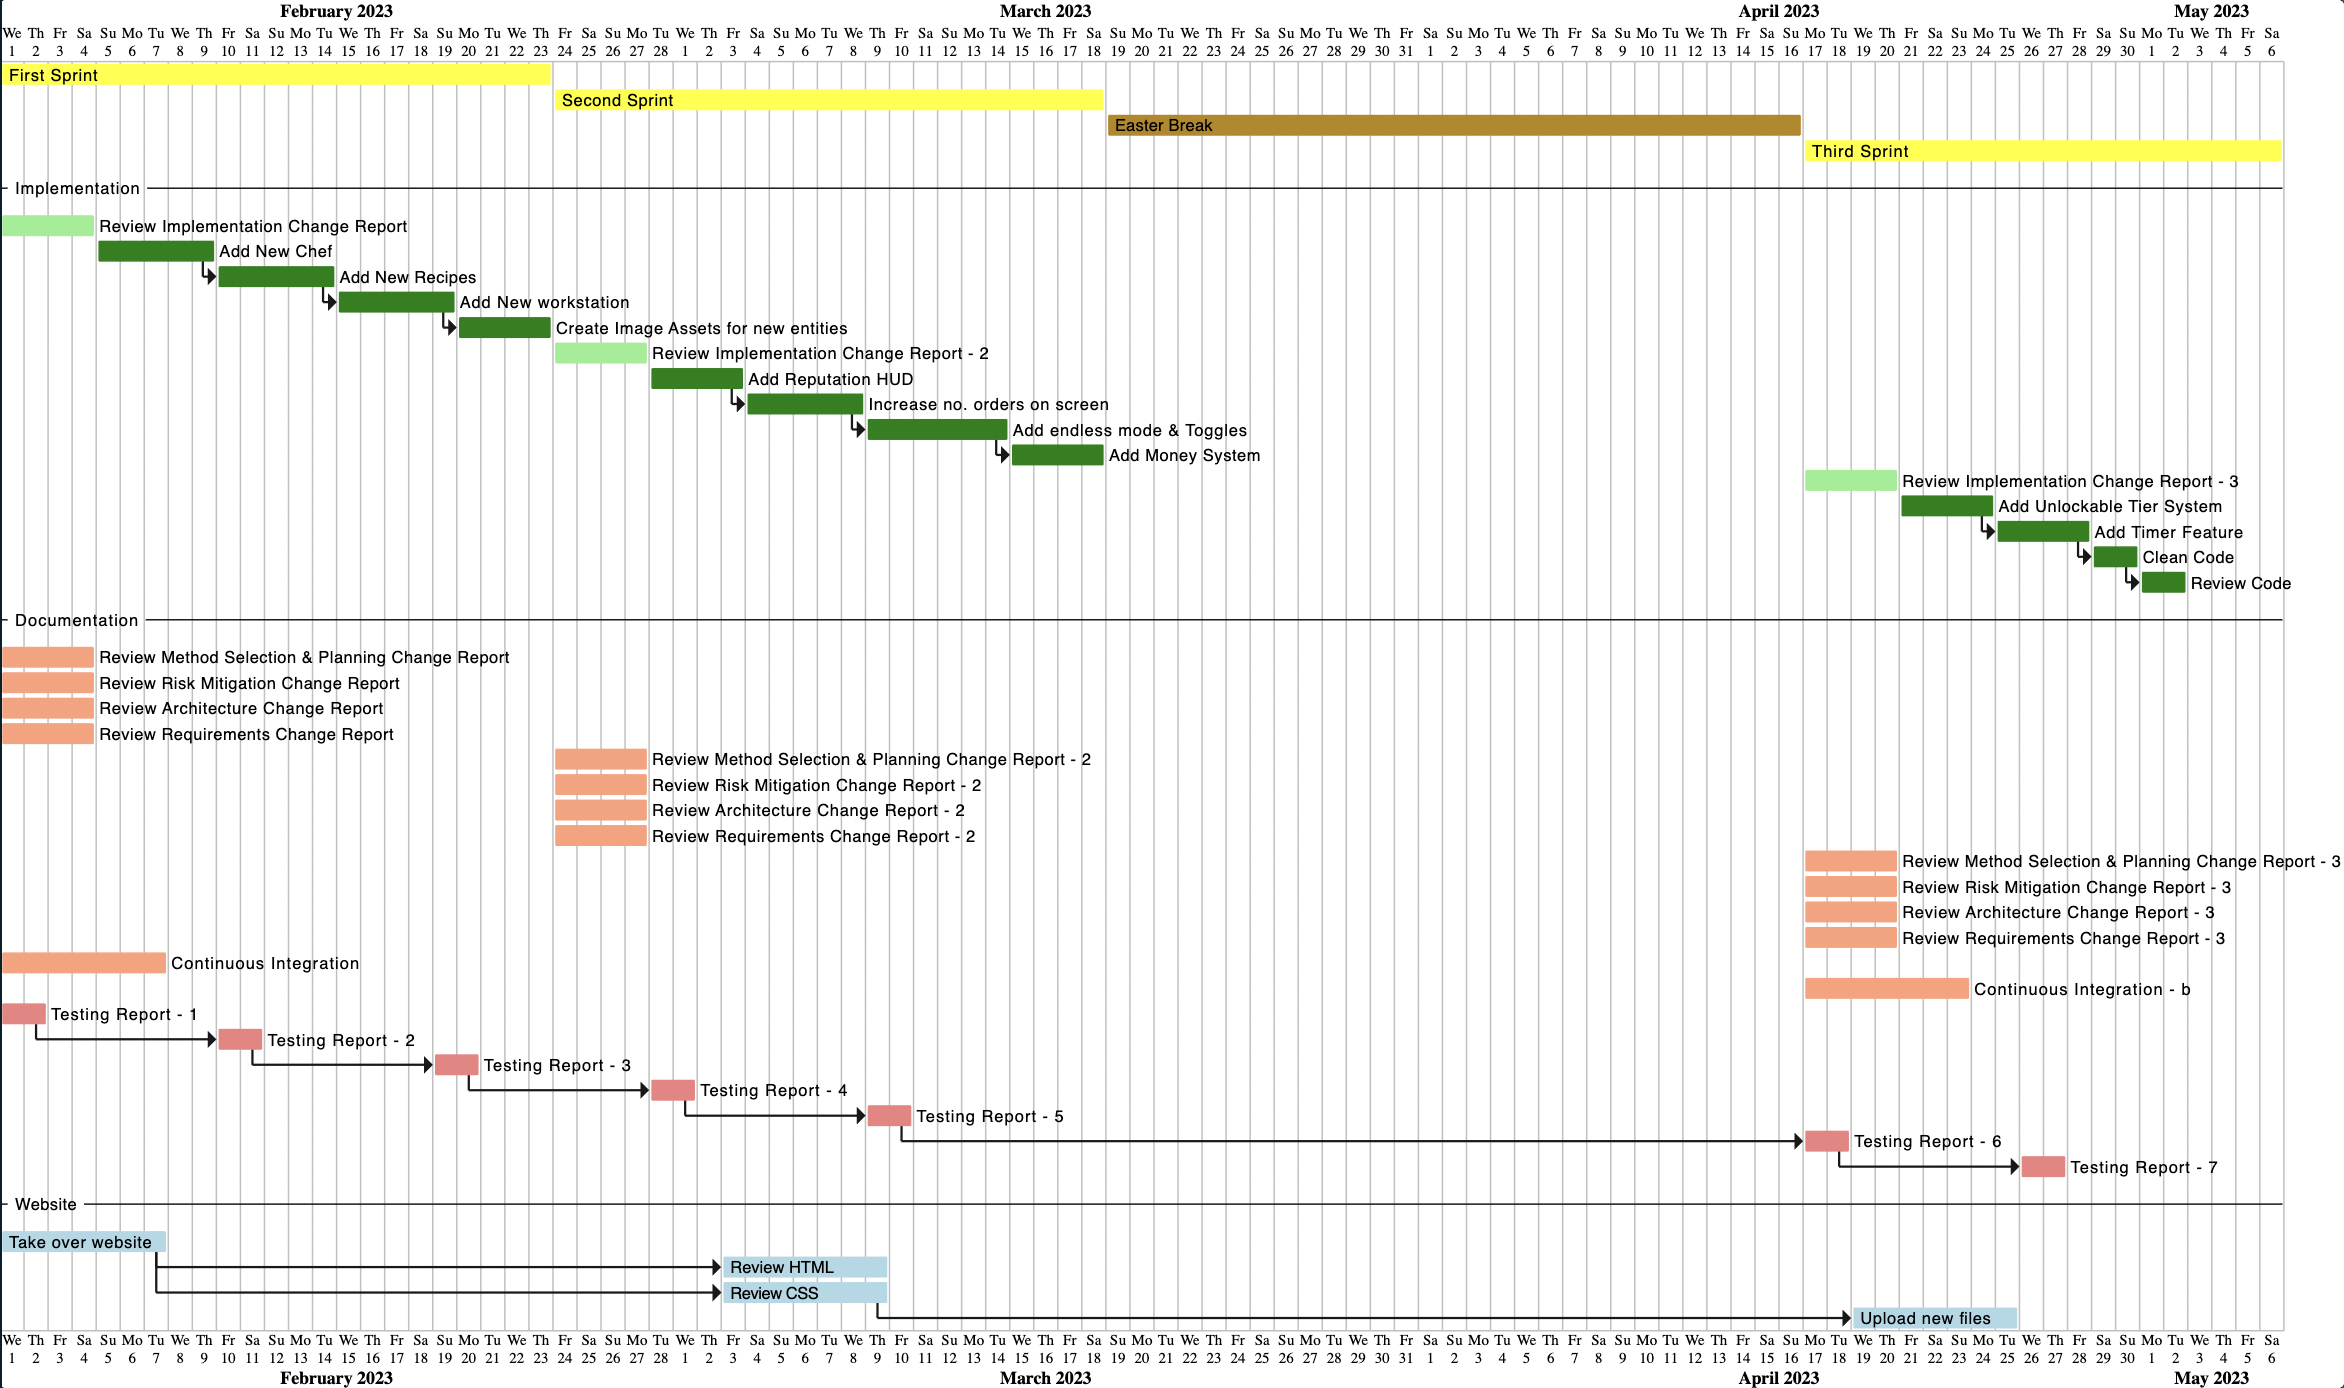 February 2023 March 2023 April 2023 May 2023
We Th Fr Sa Su Mo Tu We Th Fr Sa Su Mo Tu We Th Fr Sa Su Mo Tu We Th Fr Sa Su Mo Tu We Th Fr Sa Su Mo Tu We Th Fr Sa Su Mo Tu We Th Fr Sa Su Mo Tu We Th Fr Sa Su Mo Tu We Th Fr Sa Su Mo Tu We Th Fr Sa Su Mo Tu We Th Fr Sa Su Mo Tu We Th Fr Sa Su Mo Tu We Th Fr Sa Su Mo Tu We Th Fr Sa
1 2 3 4 5 6 7 8 9 10 11 12 13 14 15 16 17 18 19 20 21 22 23 24 25 26 27 28 1 2 3 4 5 6 7 8 9 10 11 12 13 14 15 16 17 18 19 20 21 22 23 24 25 26 27 28 29 30 31 1 2 3 4 5 6 7 8 9 10 11 12 13 14 15 16 17 18 19 20 21 22 23 24 25 26 27 28 29 30 1 2 3 4 5 6
First Sprint
Second Sprint
Easter Break
Third Sprint
Implementation
Review Implementation Change Report
Add New Chef
Add New Recipes
Add New workstation
Create Image Assets for new entities
Review Implementation Change Report - 2
Add Reputation HUD
Increase no. orders on screen
Add endless mode & Toggles
Add Money System
Review Implementation Change Report - 3
Add Unlockable Tier System
Add Timer Feature
Clean Code
Review Code
Documentation
Review Method Selection & Planning Change Report
Review Risk Mitigation Change Report
Review Architecture Change Report
Review Requirements Change Report
Review Method Selection & Planning Change Report - 2
Review Risk Mitigation Change Report - 2
Review Architecture Change Report - 2
Review Requirements Change Report - 2
Review Method Selection & Planning Change Report - 3
Review Risk Mitigation Change Report - 3
Review Architecture Change Report - 3
Review Requirements Change Report - 3
Continuous Integration
Continuous Integration - b
Testing Report - 1
Testing Report - 2
Testing Report - 3
Testing Report - 4
Testing Report - 5
Testing Report - 6
Testing Report - 7
Website
Take over website
Review HTML
Review CSS
Upload new files
We Th Fr Sa Su Mo Tu We Th Fr Sa Su Mo Tu We Th Fr Sa Su Mo Tu We Th Fr Sa Su Mo Tu We Th Fr Sa Su Mo Tu We Th Fr Sa Su Mo Tu We Th Fr Sa Su Mo Tu We Th Fr Sa Su Mo Tu We Th Fr Sa Su Mo Tu We Th Fr Sa Su Mo Tu We Th Fr Sa Su Mo Tu We Th Fr Sa Su Mo Tu We Th Fr Sa Su Mo Tu We Th Fr Sa
1 2 3 4 5 6 7 8 9 10 11 12 13 14 15 16 17 18 19 20 21 22 23 24 25 26 27 28 1 2 3 4 5 6 7 8 9 10 11 12 13 14 15 16 17 18 19 20 21 22 23 24 25 26 27 28 29 30 31 1 2 3 4 5 6 7 8 9 10 11 12 13 14 15 16 17 18 19 20 21 22 23 24 25 26 27 28 29 30 1 2 3 4 5 6
February 2023 March 2023 April 2023 May 2023